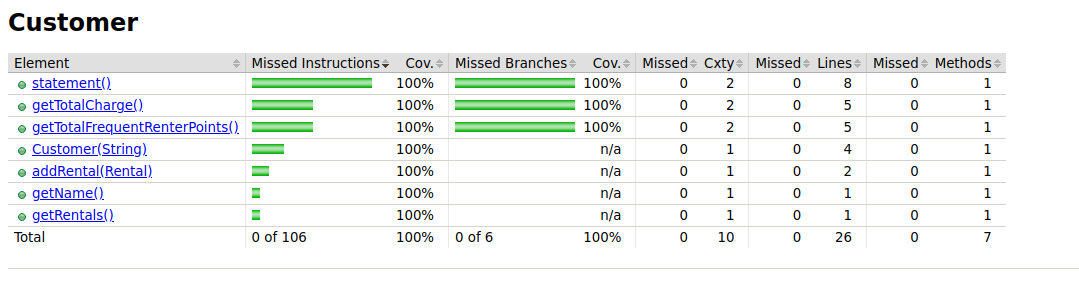 Customer
Element Missed Instructions Cov. Missed Branches Cov. Missed Cxty Missed Lines Missed Methods
statement() 100% 100% 0 2 0 8 0 1
getTotalCharge() 100% 100% 0 2 0 5 0 1
getTotalFrequentRenterPoints() 100% 100% 0 2 0 5 0 1
Customer(String) 100% n/a 0 1 0 4 0 1
addRental(Rental) 100% n/a 0 1 0 2 0 1
getName() 100% n/a 0 1 0 1 0 1
getRentals() 100% n/a 0 1 0 1 0 1
Total 0 of 106 100% 0 of 6 100% 0 10 0 26 0 7